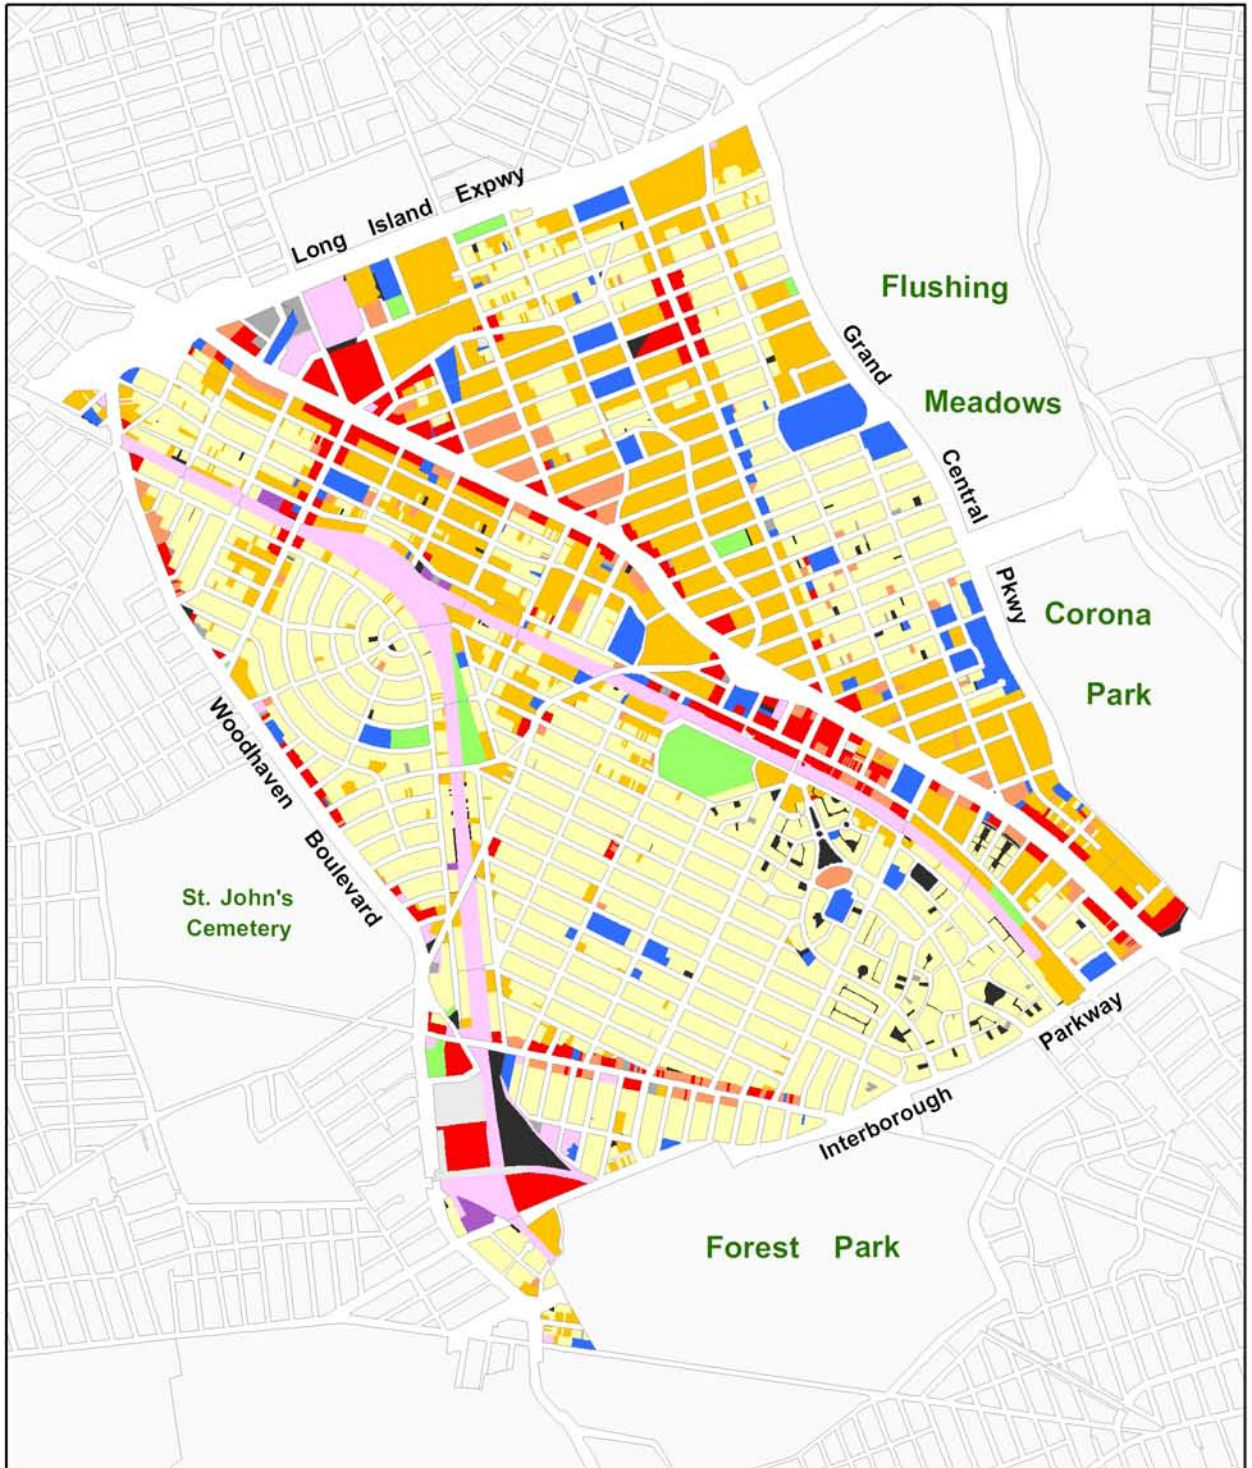 Long Island Expwy
Flushing
Grand
Meadows
Central
Pkwy
Corona
Park
Woodhaven
Boulevard
St. John's
Cemetery
Parkway
Interborough
Forest Park